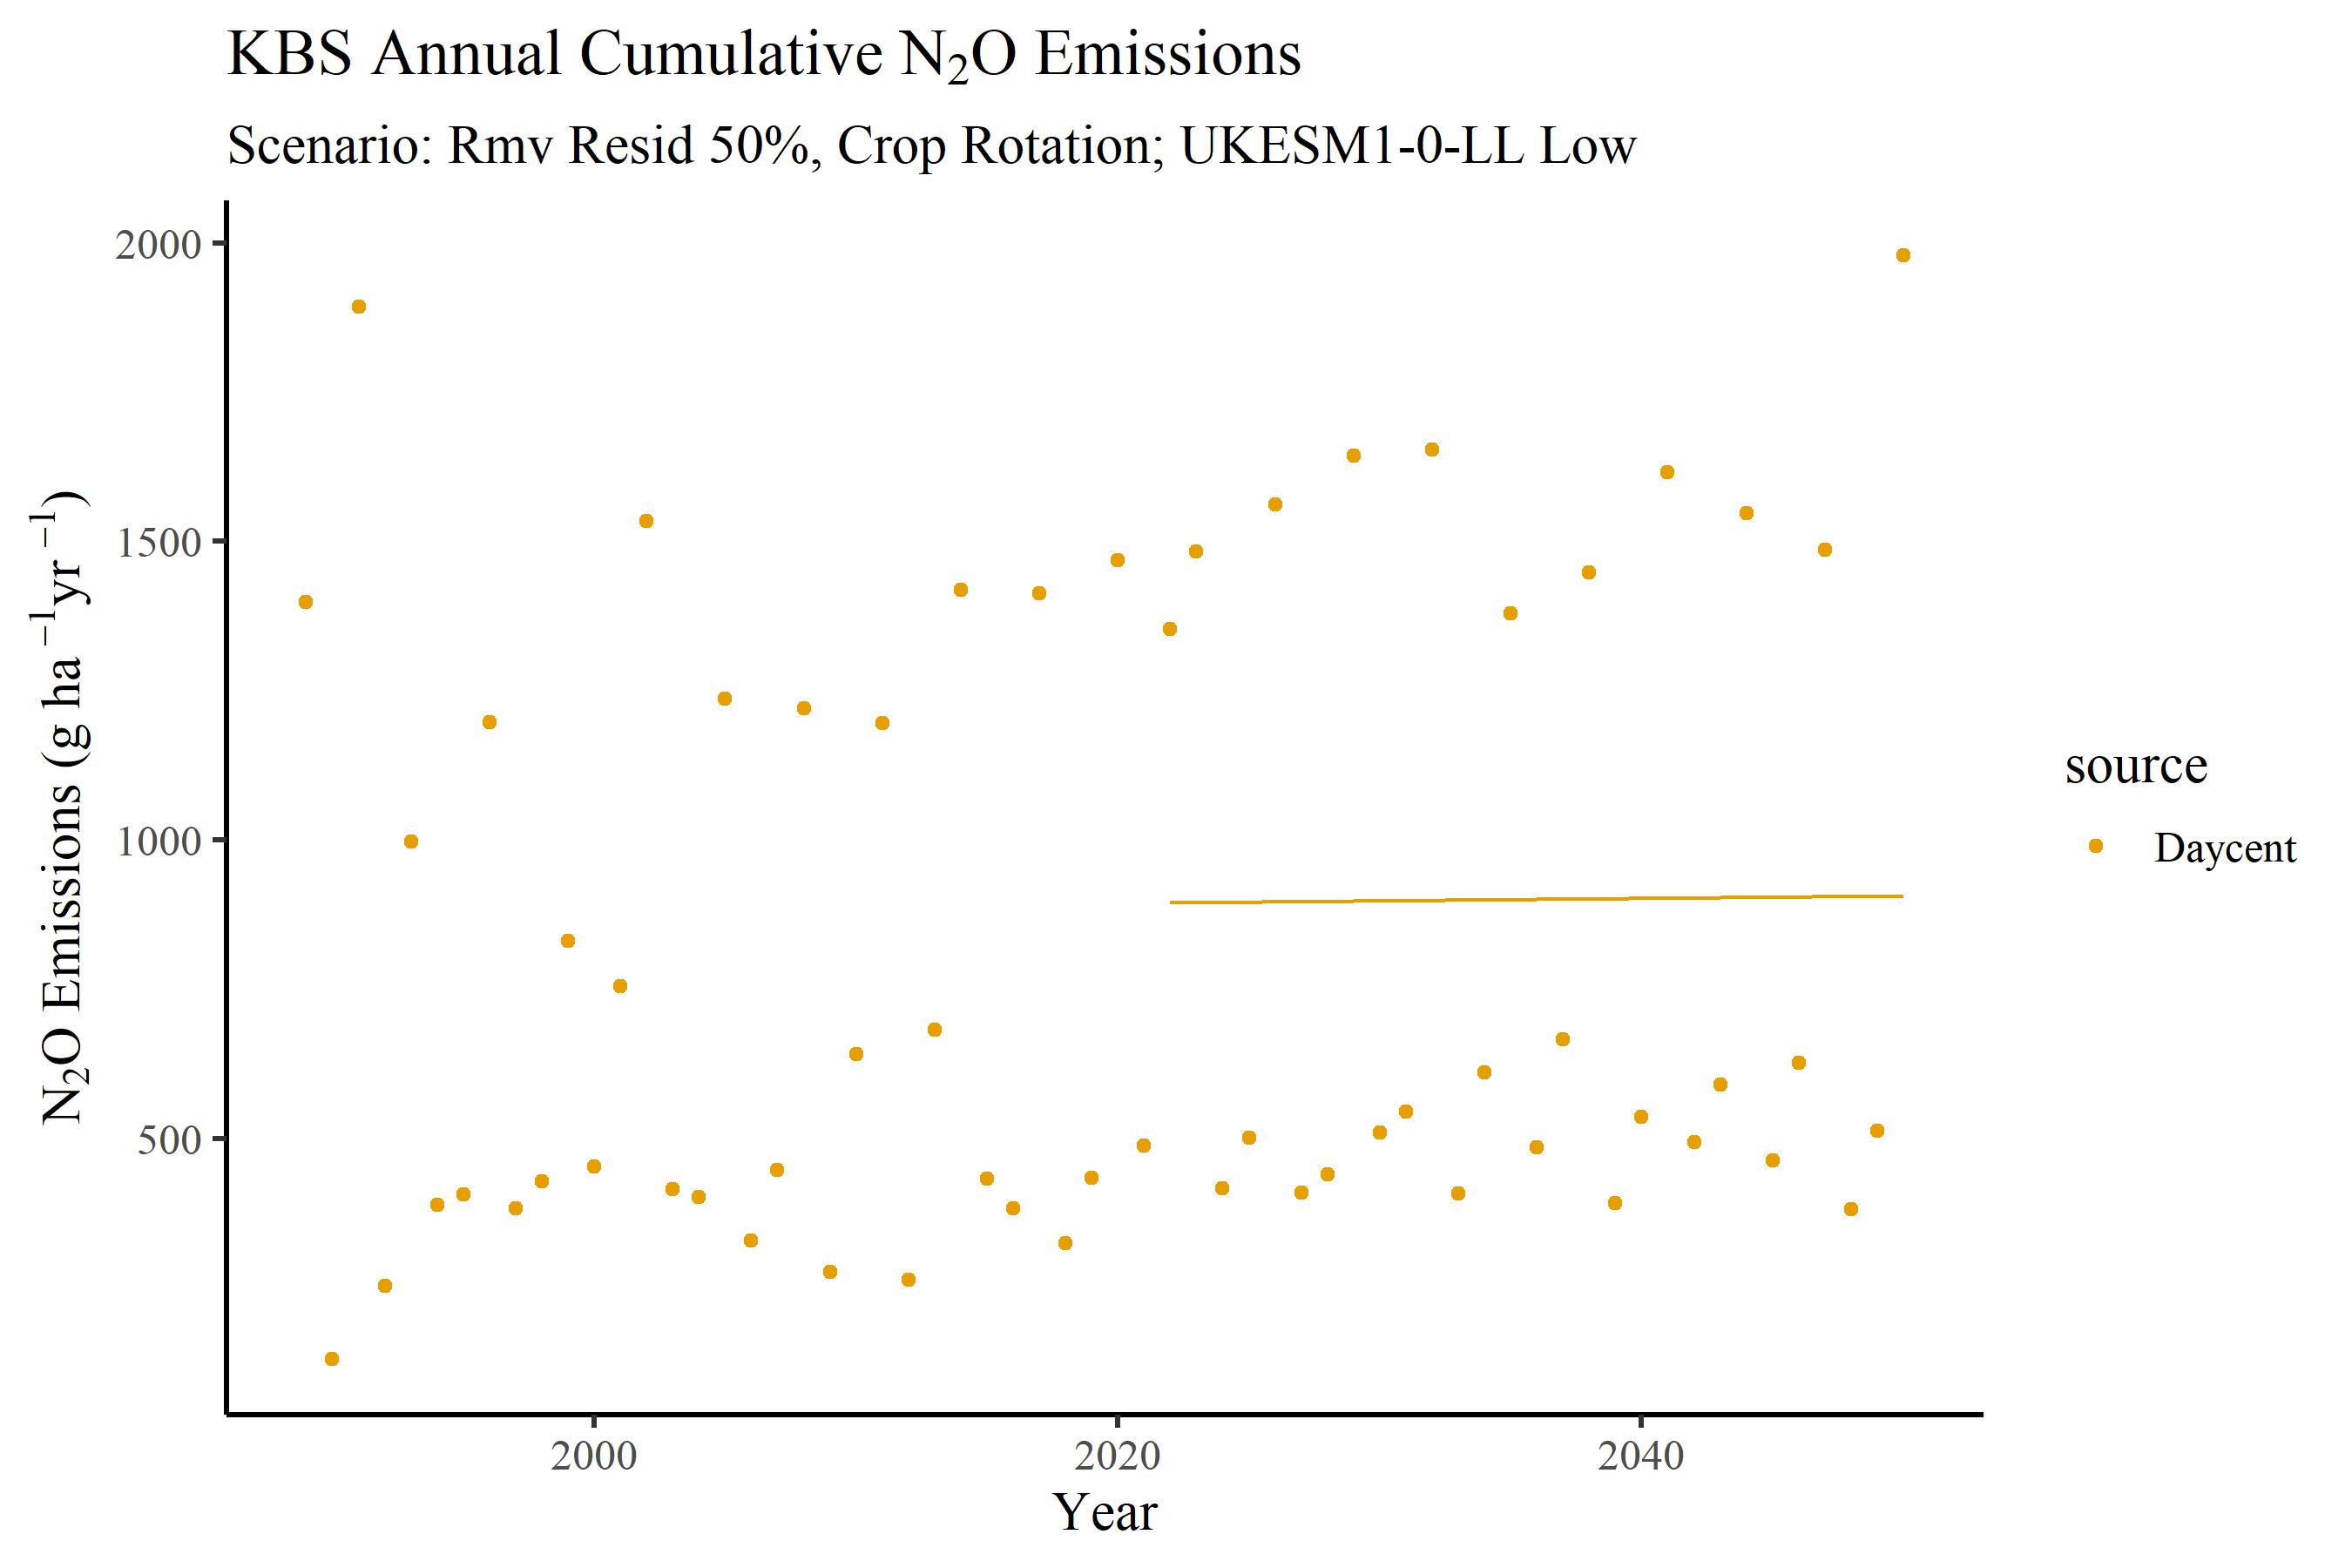 KBS Annual Cumulative N₂O Emissions
Scenario: Rmv Resid 50%, Crop Rotation; UKESM1-0-LL Low
N₂O Emissions (g ha ⁻¹yr ⁻¹)
2000
1500
1000
500
2000 2020 2040
Year
source
Daycent